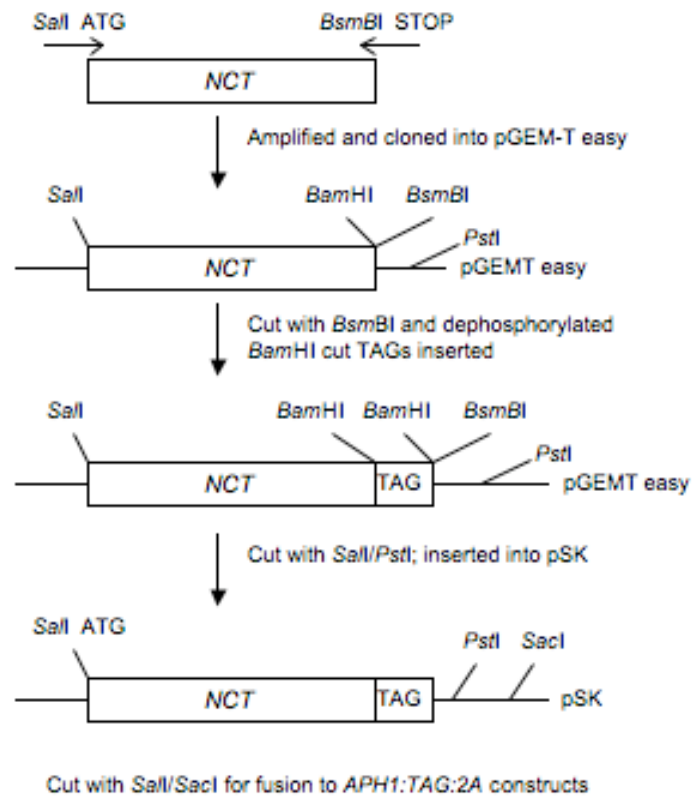 SalI ATG BsmBI STOP
NCT
Amplified and cloned into pGEM-T easy
SalI BamHI BsmBI
PstI
NCT pGEMT easy
Cut with BsmBI and dephosphorylated
BamHI cut TAGs inserted
SalI BamHI BamHI BsmBI
PstI
NCT TAG pGEMT easy
Cut with SalI/PstI; inserted into pSK
SalI ATG
PstI SacI
NCT TAG pSK
Cut with SalI/SacI for fusion to APH1:TAG:2A constructs